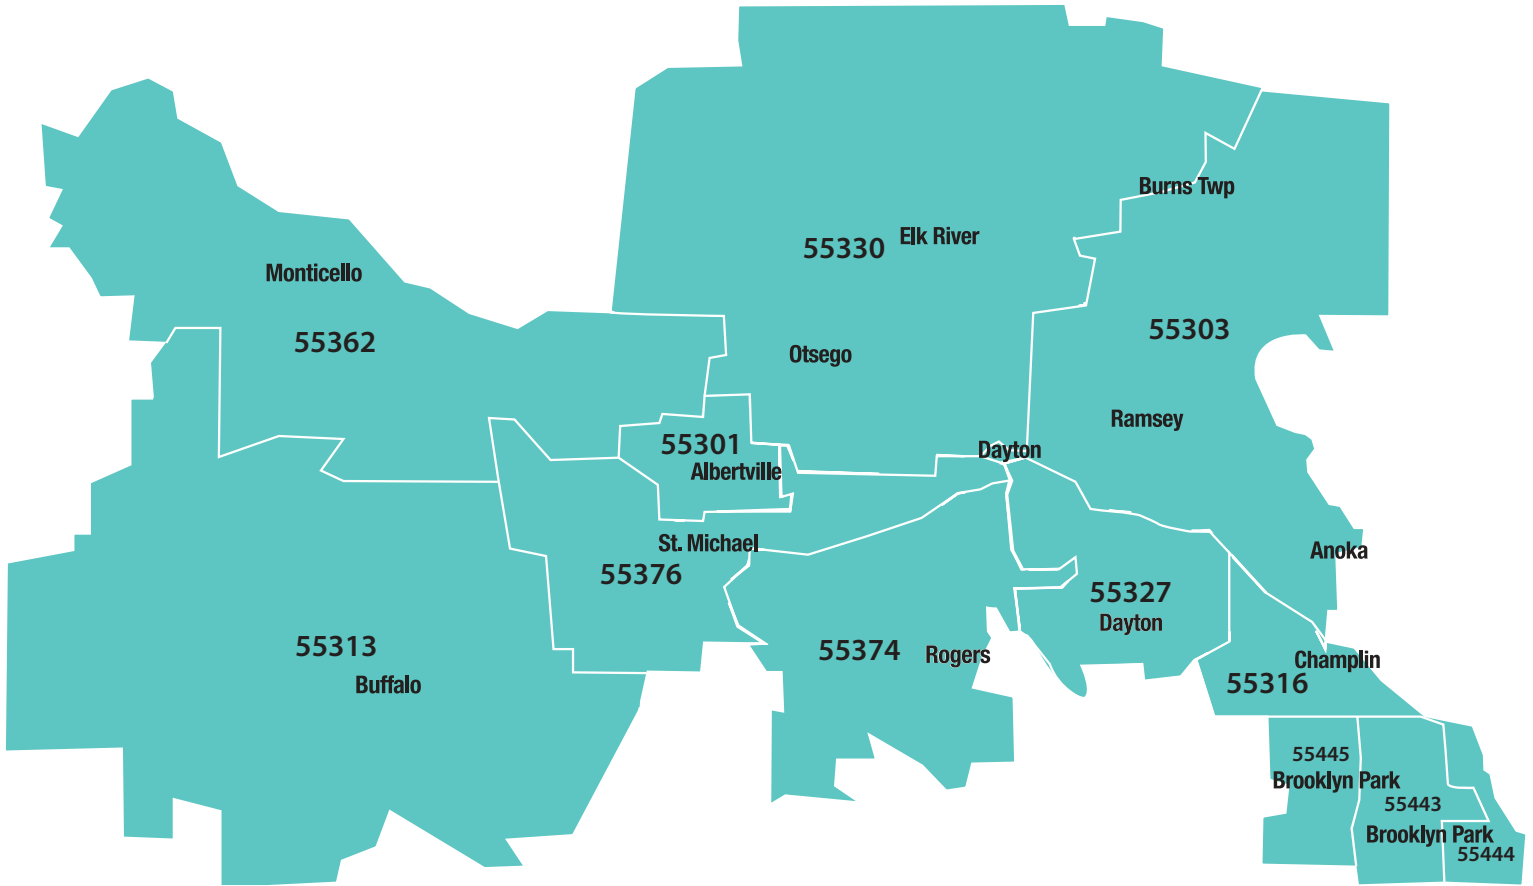 Burns Twp
Elk River
55330
Monticello
55303
55362
Otsego
Ramsey
55301
Dayton
Albertville
St. Michael
Anoka
55376
55327
Dayton
55313
55374
Rogers
Champlin
55316
Buffalo
55445
Brooklyn Park
55443
Brooklyn Park
55444